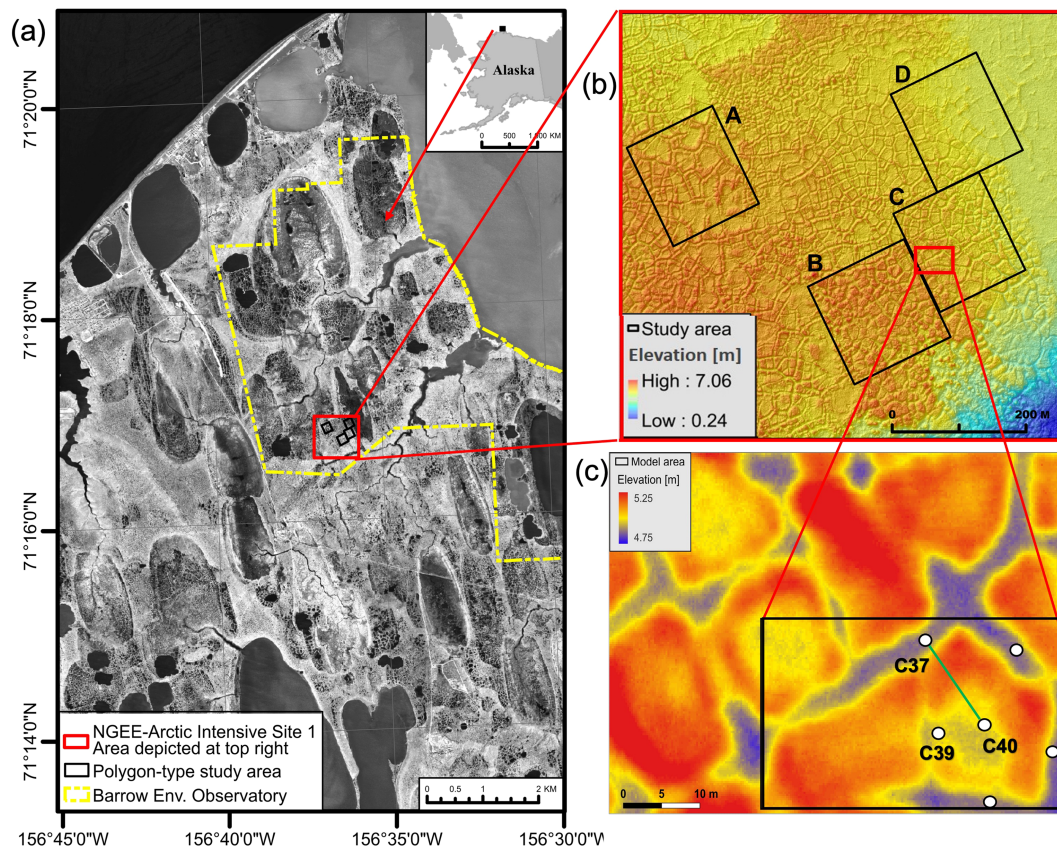 (a)
71°20'0"N
71°18'0"N
71°16'0"N
71°14'0"N
156°45'0"W
156°40'0"W
156°35'0"W
156°30'0"W
Alaska
0 500 1,000 KM
NGEE-Arctic Intensive Site 1
Area depicted at top right
Polygon-type study area
Barrow Env. Observatory
0 0.5 1 2 KM
(b)
A
D
C
B
Study area
Elevation [m]
High : 7.06
Low : 0.24
0 200 M
(c)
Model area
Elevation [m]
5.25
4.75
C37
C39
C40
0 5 10 m